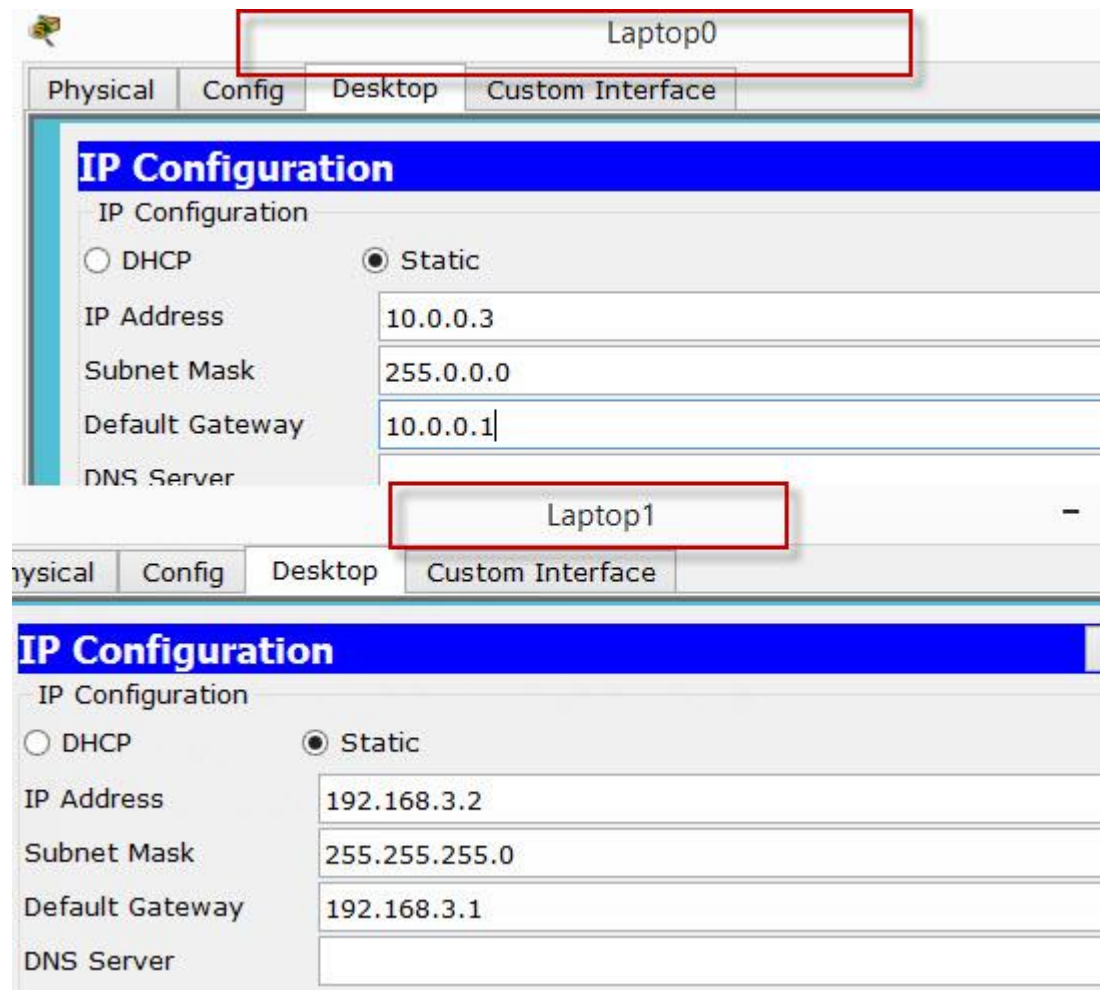 Laptop0
Physical Config Desktop Custom Interface
IP Configuration
IP Configuration
DHCP Static
IP Address 10.0.0.3
Subnet Mask 255.0.0.0
Default Gateway 10.0.0.1
DNS Server
Laptop1
hysical Config Desktop Custom Interface
IP Configuration
IP Configuration
DHCP Static
IP Address 192.168.3.2
Subnet Mask 255.255.255.0
Default Gateway 192.168.3.1
DNS Server